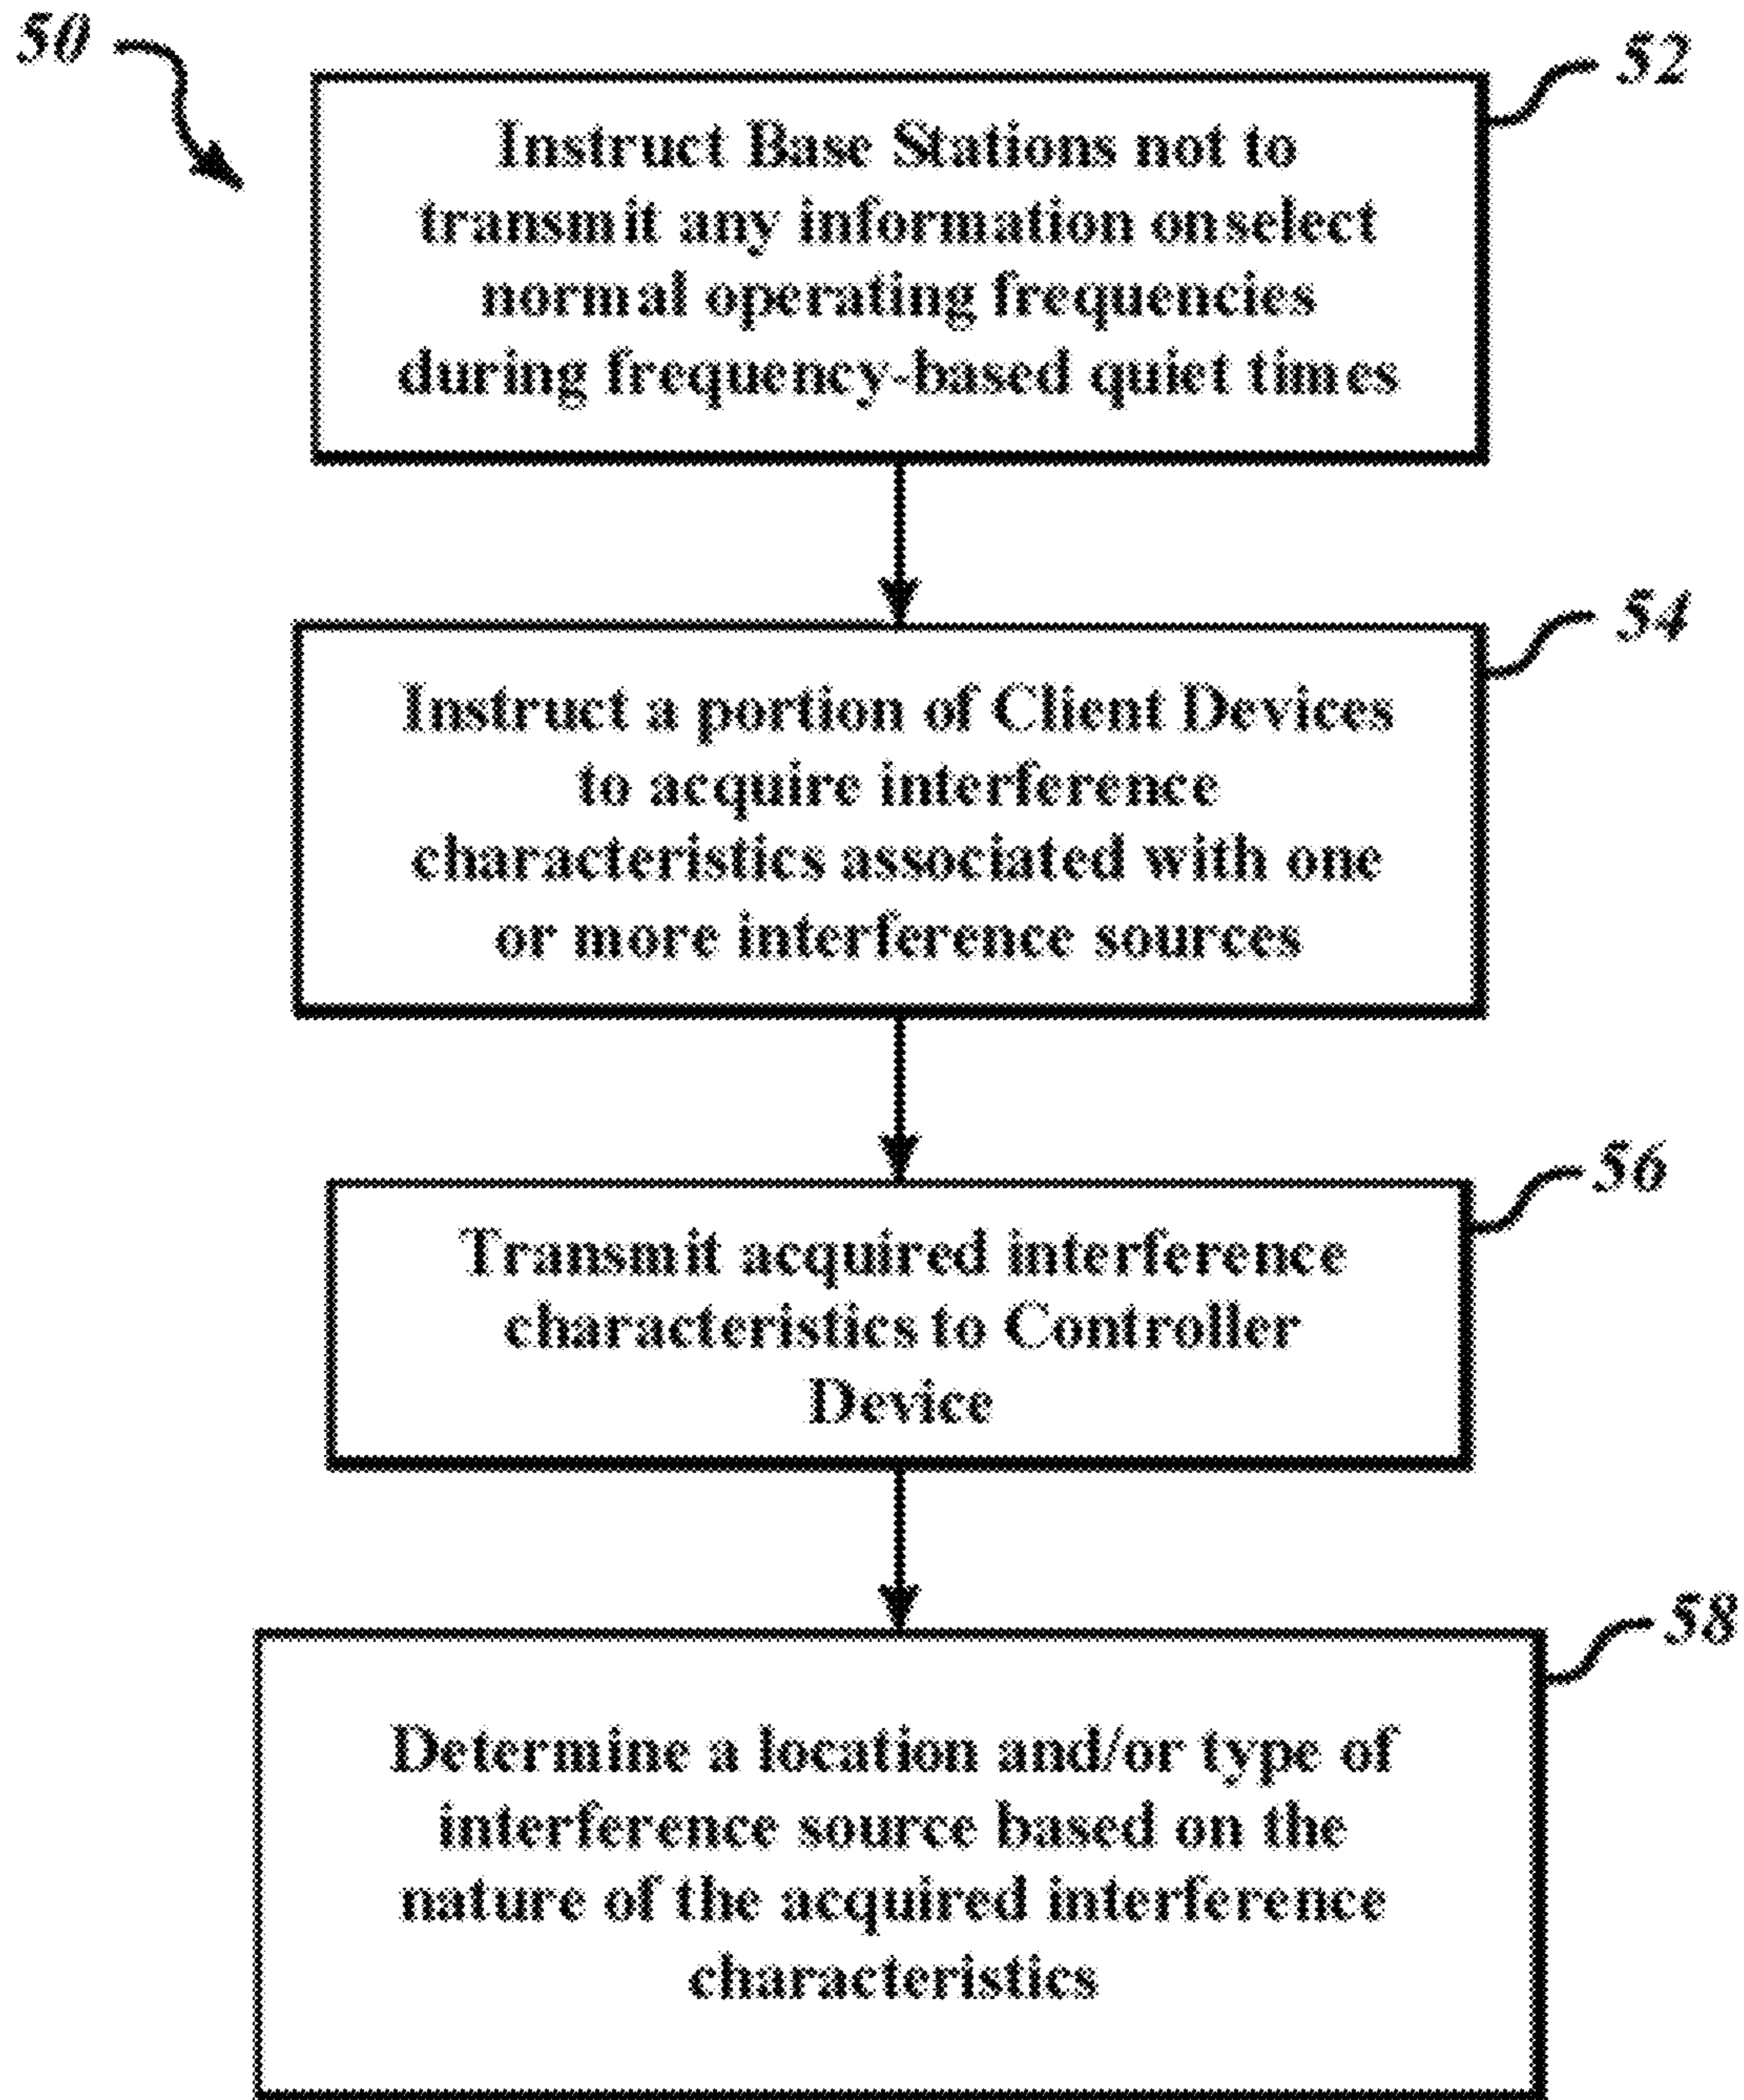 50
52
Instruct Base Stations not to
transmit any information on select
normal operating frequencies
during frequency-based quiet times
54
Instruct a portion of Client Devices
to acquire interference
characteristics associated with one
or more interference sources
56
Transmit acquired interference
characteristics to Controller
Device
58
Determine a location and/or type of
interference source based on the
nature of the acquired interference
characteristics